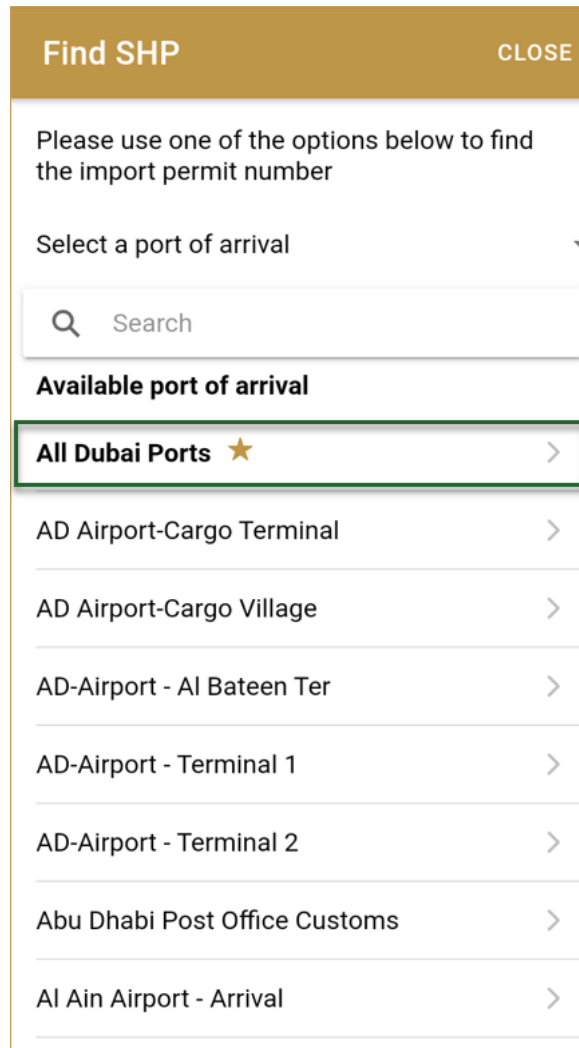 Find SHP
CLOSE
Please use one of the options below to find
the import permit number
Select a port of arrival
Search
Available port of arrival
All Dubai Ports
AD Airport-Cargo Terminal
AD Airport-Cargo Village
AD-Airport - Al Bateen Ter
AD-Airport - Terminal 1
AD-Airport - Terminal 2
Abu Dhabi Post Office Customs
Al Ain Airport - Arrival